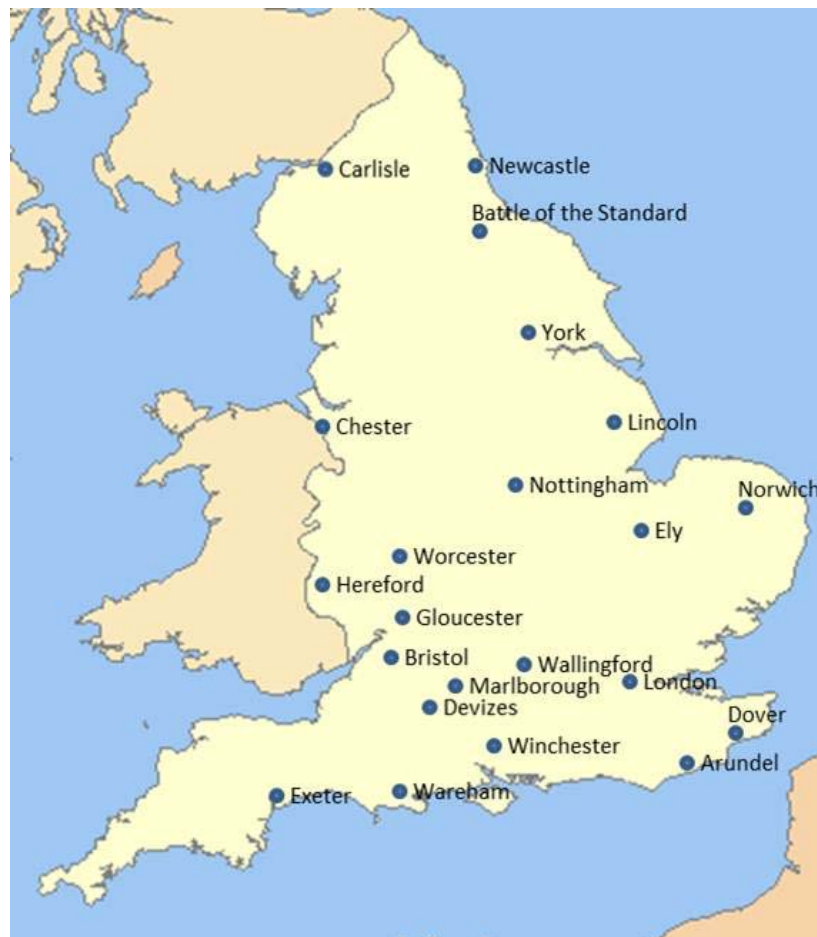 Carlisle
Newcastle
Battle of the Standard
York
Chester
Lincoln
Nottingham
Norwich
Ely
Worcester
Hereford
Gloucester
Bristol
Wallingford
Marlborough
London
Devizes
Dover
Winchester
Arundel
Exeter
Wareham